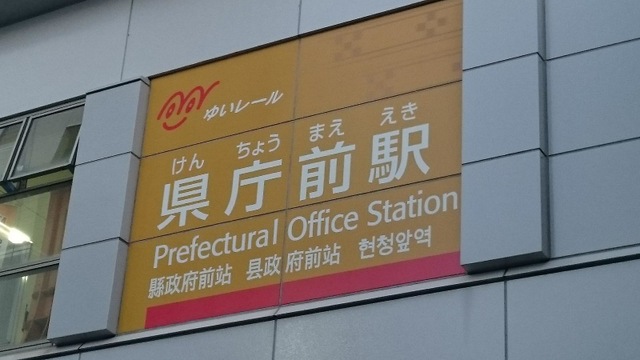 ゆいレール
けん ちょう まえ えき
県庁前駅
Prefectural Office Station
縣政府前站 县政府前站 현청앞역